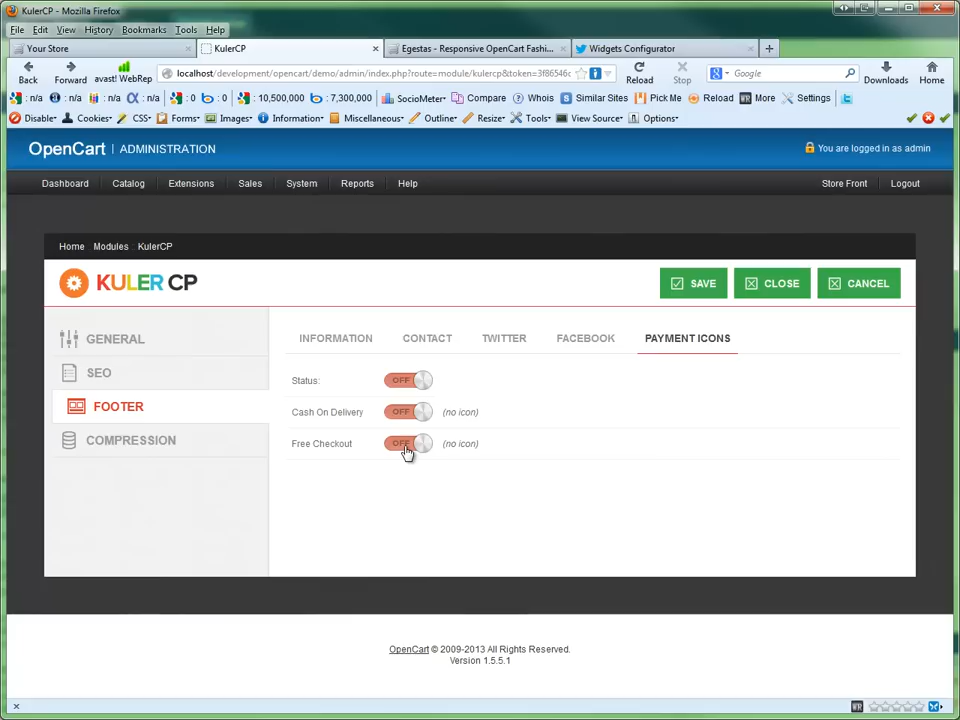 KulerCP - Mozilla Firefox
File Edit View History Bookmarks Tools Help
Your Store
KulerCP
Egestas - Responsive OpenCart Fashi...
Widgets Configurator
Back Forward avast! WebRep localhost/development/opencart/demo/admin/index.php?route=module/kulercp&token=3f86546c Reload Stop Google Downloads Home
: n/a : n/a : n/a α : n/a : 0 : 0 : 10,500,000 : 7,300,000 SocioMeter Compare Whois Similar Sites Pick Me Reload More Settings
Disable Cookies CSS Forms Images Information Miscellaneous Outline Resize Tools View Source Options
OpenCart | ADMINISTRATION
You are logged in as admin
Dashboard Catalog Extensions Sales System Reports Help Store Front Logout
Home Modules KulerCP
KULER CP
SAVE CLOSE CANCEL
GENERAL
SEO
FOOTER
COMPRESSION
INFORMATION CONTACT TWITTER FACEBOOK PAYMENT ICONS
Status: OFF
Cash On Delivery OFF (no icon)
Free Checkout OFF (no icon)
OpenCart © 2009-2013 All Rights Reserved.
Version 1.5.5.1
WR